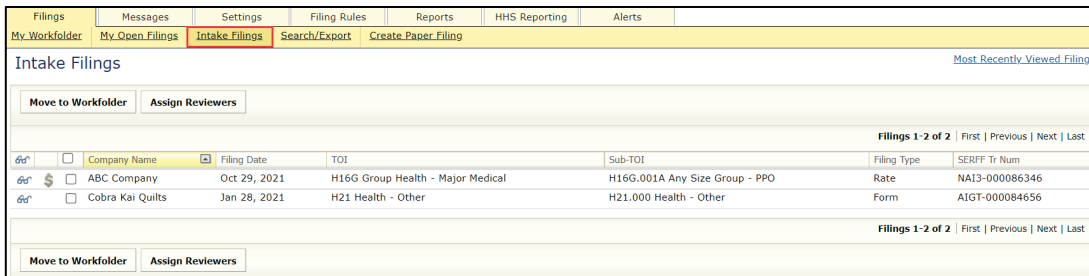 Filings Messages Settings Filing Rules Reports HHS Reporting Alerts
My Workfolder My Open Filings Intake Filings Search/Export Create Paper Filing
Intake Filings Most Recently Viewed Filing
Move to Workfolder Assign Reviewers
Filings 1-2 of 2 | First | Previous | Next | Last
Company Name Filing Date TOI Sub-TOI Filing Type SERFF Tr Num
$ ABC Company Oct 29, 2021 H16G Group Health - Major Medical H16G.001A Any Size Group - PPO Rate NAI3-000086346
Cobra Kai Quilts Jan 28, 2021 H21 Health - Other H21.000 Health - Other Form AIGT-000084656
Filings 1-2 of 2 | First | Previous | Next | Last
Move to Workfolder Assign Reviewers